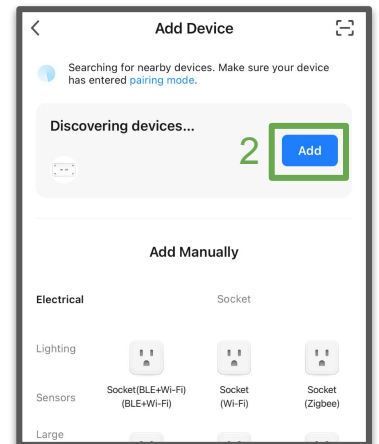 Add Device
Searching for nearby devices. Make sure your device
has entered pairing mode.
Discovering devices...
2
Add
Add Manually
Electrical
Socket
Lighting
Socket(BLE+Wi-Fi)
(BLE+Wi-Fi)
Socket
(Wi-Fi)
Socket
(Zigbee)
Sensors
Large